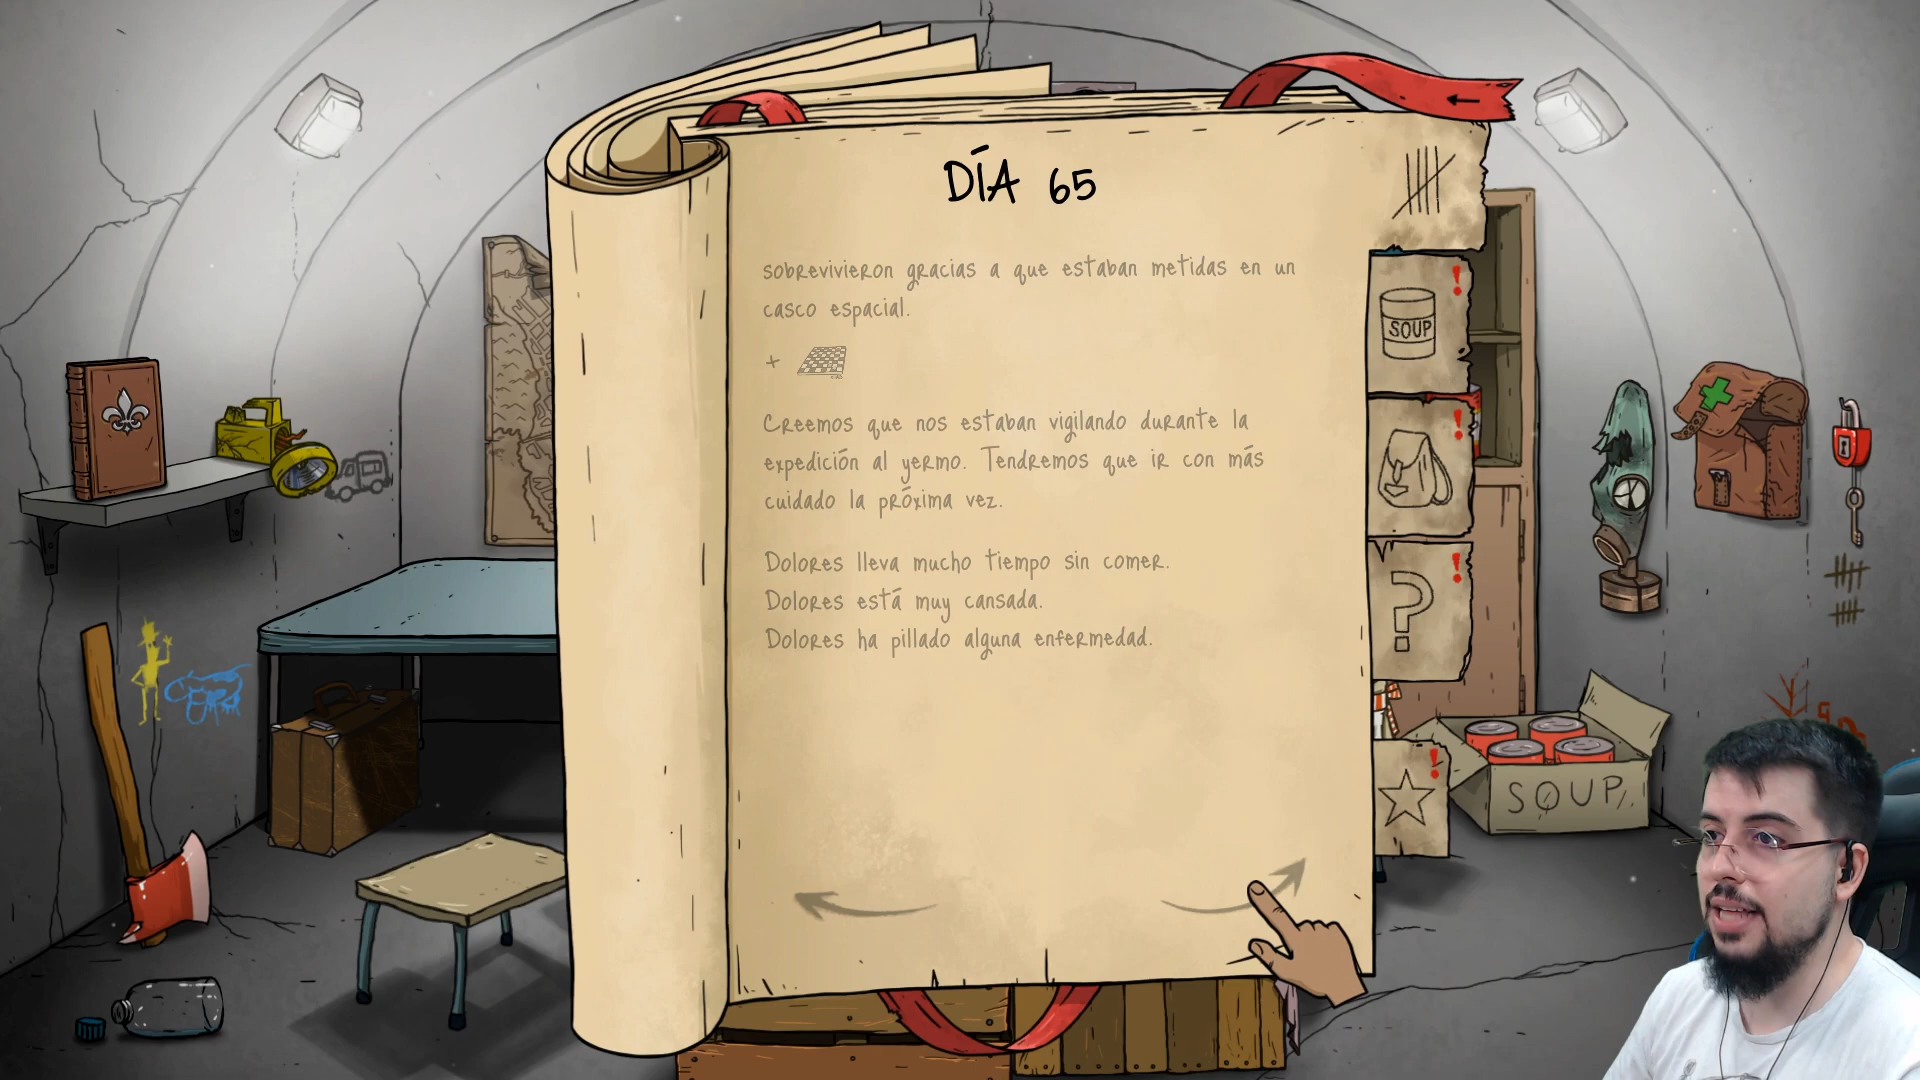 DÍA 65
sobrevivieron gracias a que estaban metidas en un
casco espacial.
+
Creemos que nos estaban vigilando durante la
expedición al yermo. Tendremos que ir con más
cuidado la próxima vez.
Dolores lleva mucho tiempo sin comer.
Dolores está muy cansada.
Dolores ha pillado alguna enfermedad.
!
SOUP
!
!
?
!
SOUP